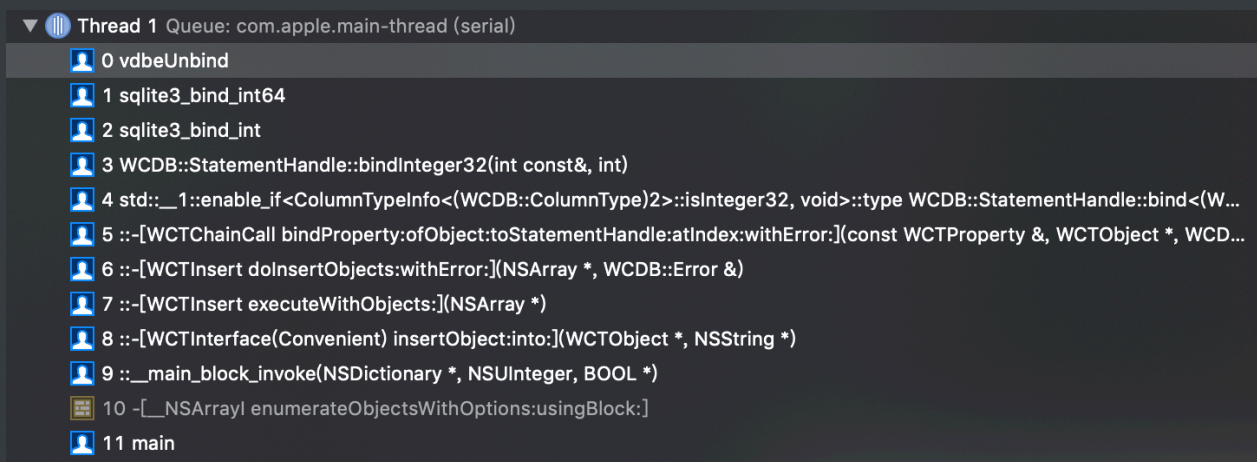 Thread 1 Queue: com.apple.main-thread (serial)
0 vdbeUnbind
1 sqlite3_bind_int64
2 sqlite3_bind_int
3 WCDB::StatementHandle::bindInteger32(int const&, int)
4 std::__1::enable_if<ColumnTypeInfo<(WCDB::ColumnType)2>::isInteger32, void>::type WCDB::StatementHandle::bind<(W...
5 ::-[WCTChainCall bindProperty:ofObject:toStatementHandle:atIndex:withError:](const WCTProperty &, WCTObject *, WCD...
6 ::-[WCTInsert doInsertObjects:withError:](NSArray *, WCDB::Error &)
7 ::-[WCTInsert executeWithObjects:](NSArray *)
8 ::-[WCTInterface(Convenient) insertObject:into:](WCTObject *, NSString *)
9 ::__main_block_invoke(NSDictionary *, NSUInteger, BOOL *)
10 -[__NSArrayI enumerateObjectsWithOptions:usingBlock:]
11 main